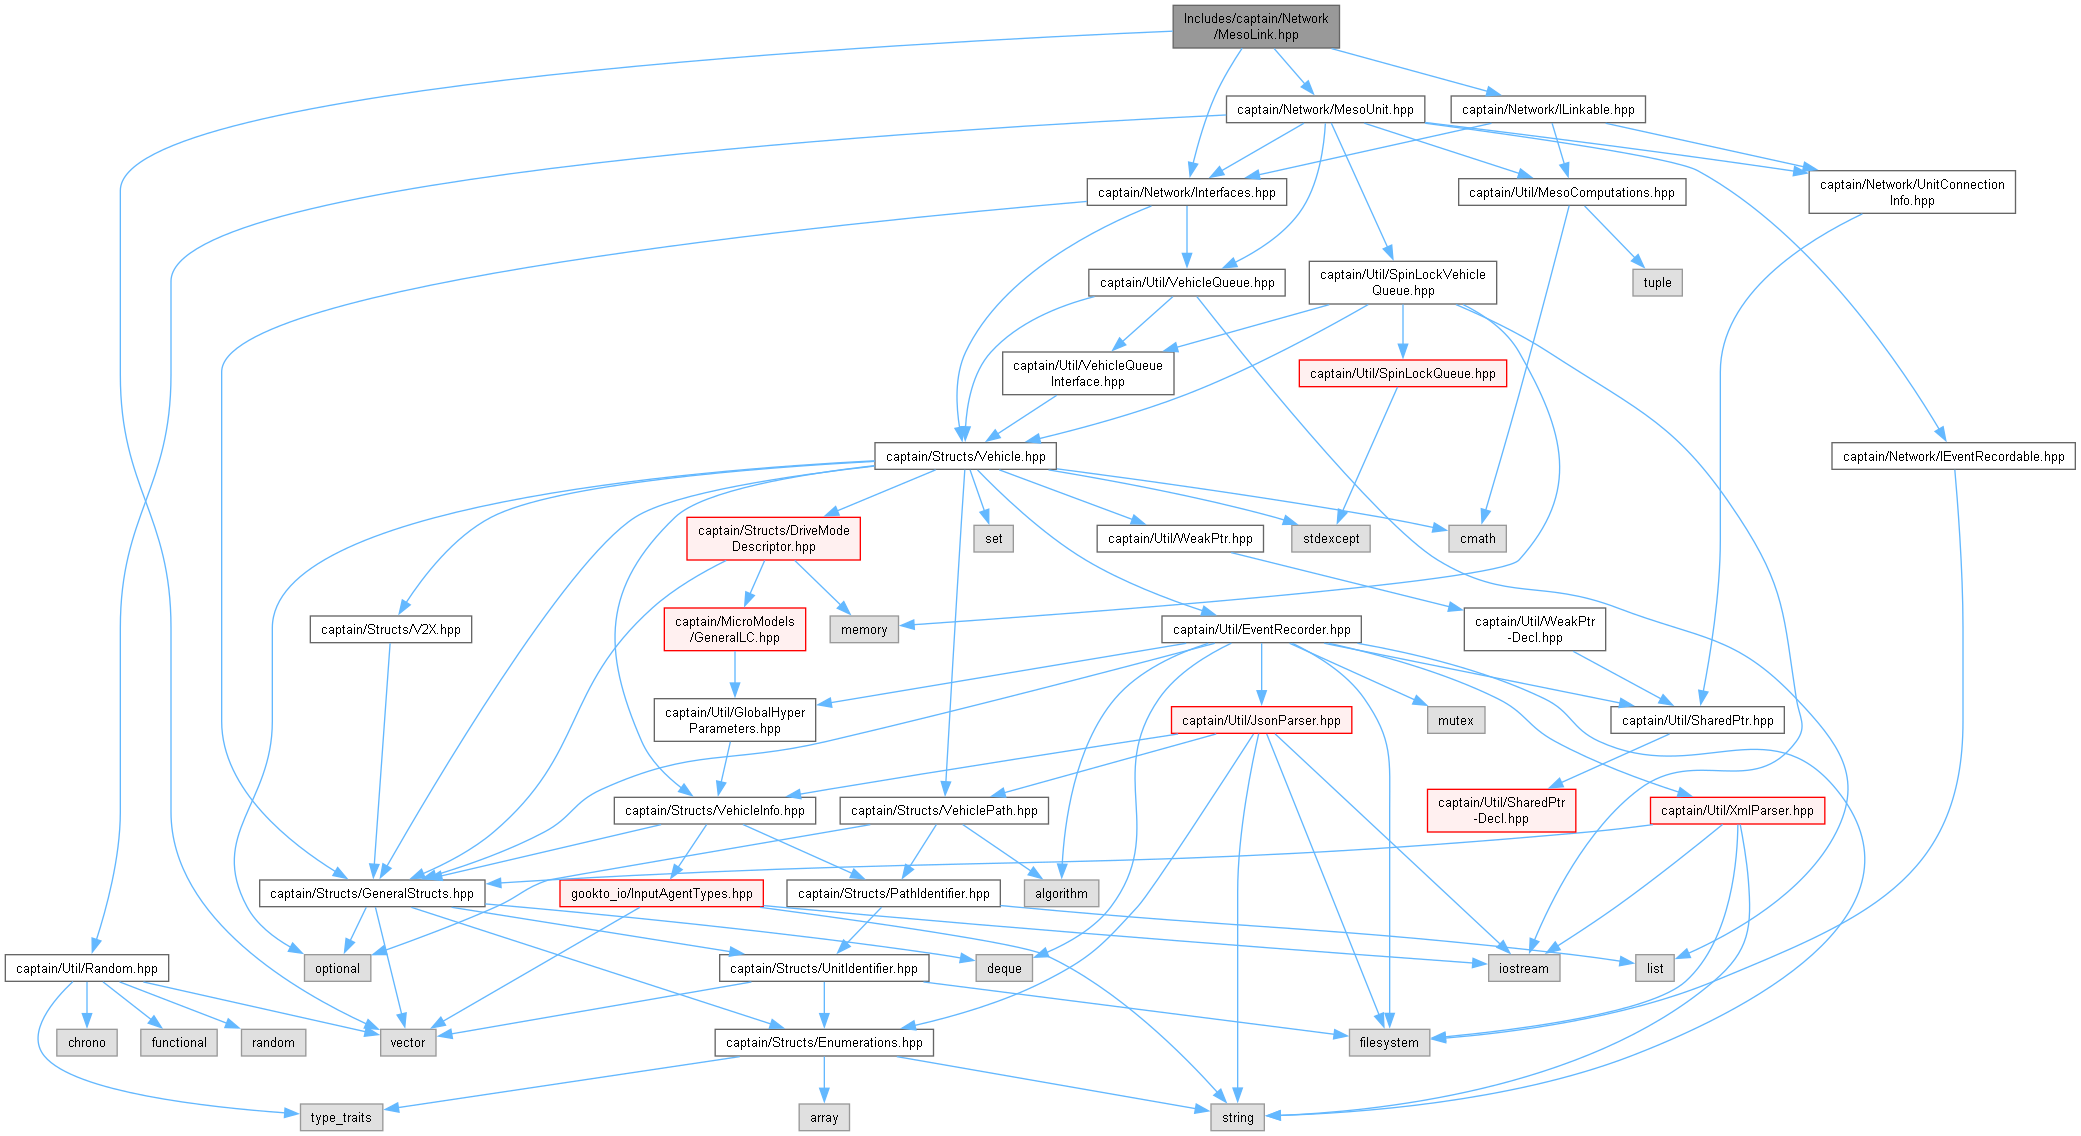 Includes/captain/Network
/MesoLink.hpp
captain/Network/MesoUnit.hpp
captain/Network/ILinkable.hpp
captain/Network/Interfaces.hpp
captain/Util/MesoComputations.hpp
captain/Network/UnitConnection
Info.hpp
captain/Util/VehicleQueue.hpp
captain/Util/SpinLockVehicle
Queue.hpp
tuple
captain/Util/VehicleQueue
Interface.hpp
captain/Util/SpinLockQueue.hpp
captain/Structs/Vehicle.hpp
captain/Network/IEventRecordable.hpp
captain/Structs/DriveMode
Descriptor.hpp
set
captain/Util/WeakPtr.hpp
stdexcept
cmath
captain/Structs/V2X.hpp
captain/MicroModels
/GeneralLC.hpp
memory
captain/Util/EventRecorder.hpp
captain/Util/WeakPtr
-Decl.hpp
captain/Util/GlobalHyper
Parameters.hpp
captain/Util/JsonParser.hpp
mutex
captain/Util/SharedPtr.hpp
captain/Structs/VehicleInfo.hpp
captain/Structs/VehiclePath.hpp
captain/Util/SharedPtr
-Decl.hpp
captain/Util/XmlParser.hpp
captain/Structs/GeneralStructs.hpp
gookto_io/InputAgentTypes.hpp
captain/Structs/PathIdentifier.hpp
algorithm
captain/Util/Random.hpp
optional
captain/Structs/UnitIdentifier.hpp
deque
iostream
list
chrono
functional
random
vector
captain/Structs/Enumerations.hpp
filesystem
type_traits
array
string